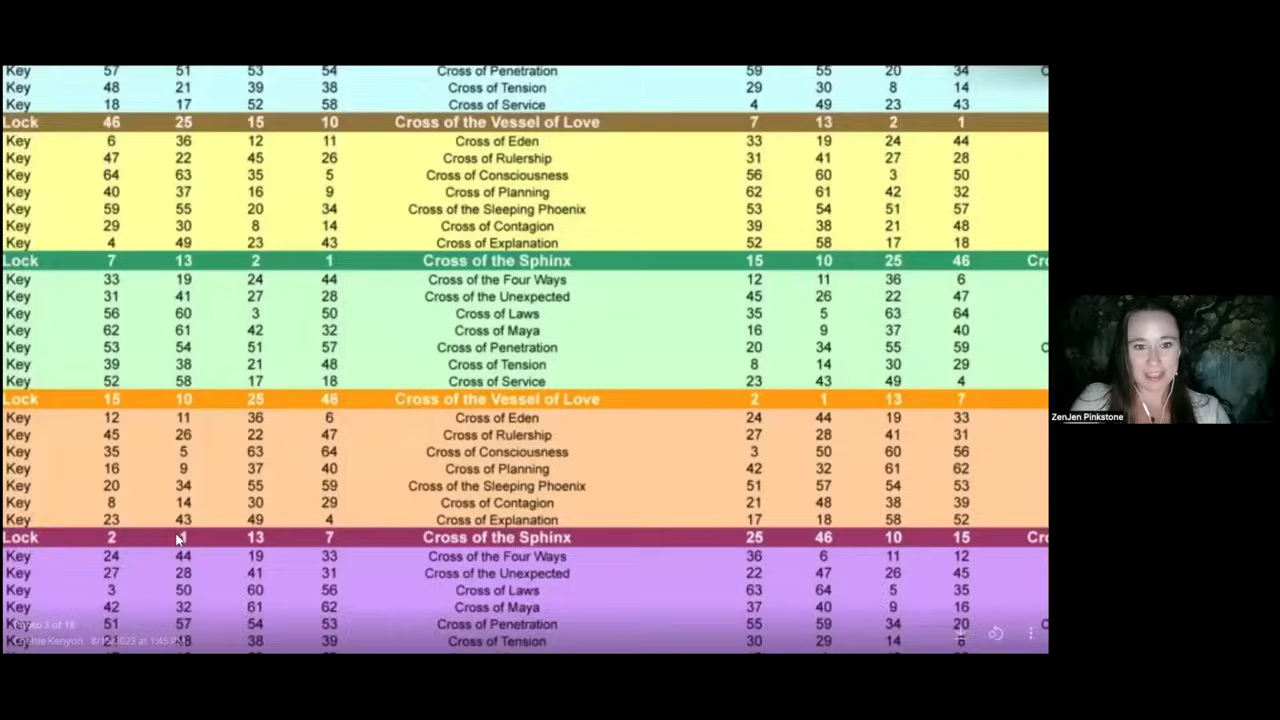 Key 57 51 53 54 Cross of Penetration 59 55 20 34
Key 48 21 39 38 Cross of Tension 29 30 8 14
Key 18 17 52 58 Cross of Service 4 49 23 43
Lock 46 25 15 10 Cross of the Vessel of Love 7 13 2 1
Key 6 36 12 11 Cross of Eden 33 19 24 44
Key 47 22 45 26 Cross of Rulership 31 41 27 28
Key 64 63 35 5 Cross of Consciousness 56 60 3 50
Key 40 37 16 9 Cross of Planning 62 61 42 32
Key 59 55 20 34 Cross of the Sleeping Phoenix 53 54 51 57
Key 29 30 8 14 Cross of Contagion 39 38 21 48
Key 4 49 23 43 Cross of Explanation 52 58 17 18
Lock 7 13 2 1 Cross of the Sphinx 15 10 25 46 Cro
Key 33 19 24 44 Cross of the Four Ways 12 11 36 6
Key 31 41 27 28 Cross of the Unexpected 45 26 22 47
Key 56 60 3 50 Cross of Laws 35 5 63 64
Key 62 61 42 32 Cross of Maya 16 9 37 40
Key 53 54 51 57 Cross of Penetration 20 34 55 59
Key 39 38 21 48 Cross of Tension 8 14 30 29
Key 52 58 17 18 Cross of Service 23 43 49 4
Lock 15 10 25 46 Cross of the Vessel of Love 2 1 13 7
Key 12 11 36 6 Cross of Eden 24 44 19 33
Key 45 26 22 47 Cross of Rulership 27 28 41 31
Key 35 5 63 64 Cross of Consciousness 3 50 60 56
Key 16 9 37 40 Cross of Planning 42 32 61 62
Key 20 34 55 59 Cross of the Sleeping Phoenix 51 57 54 53
Key 8 14 30 29 Cross of Contagion 21 48 38 39
Key 23 43 49 4 Cross of Explanation 17 18 58 52
Lock 2 1 13 7 Cross of the Sphinx 25 46 10 15 Cro
Key 24 44 19 33 Cross of the Four Ways 36 6 11 12
Key 27 28 41 31 Cross of the Unexpected 22 47 26 45
Key 3 50 60 56 Cross of Laws 63 64 5 35
Key 42 32 61 62 Cross of Maya 37 40 9 16
Key 51 57 54 53 Cross of Penetration 55 59 34 20
Key 38 39 Cross of Tension 30 29 14 8
3 of 18
Kenyon
ZenJen Pinkstone